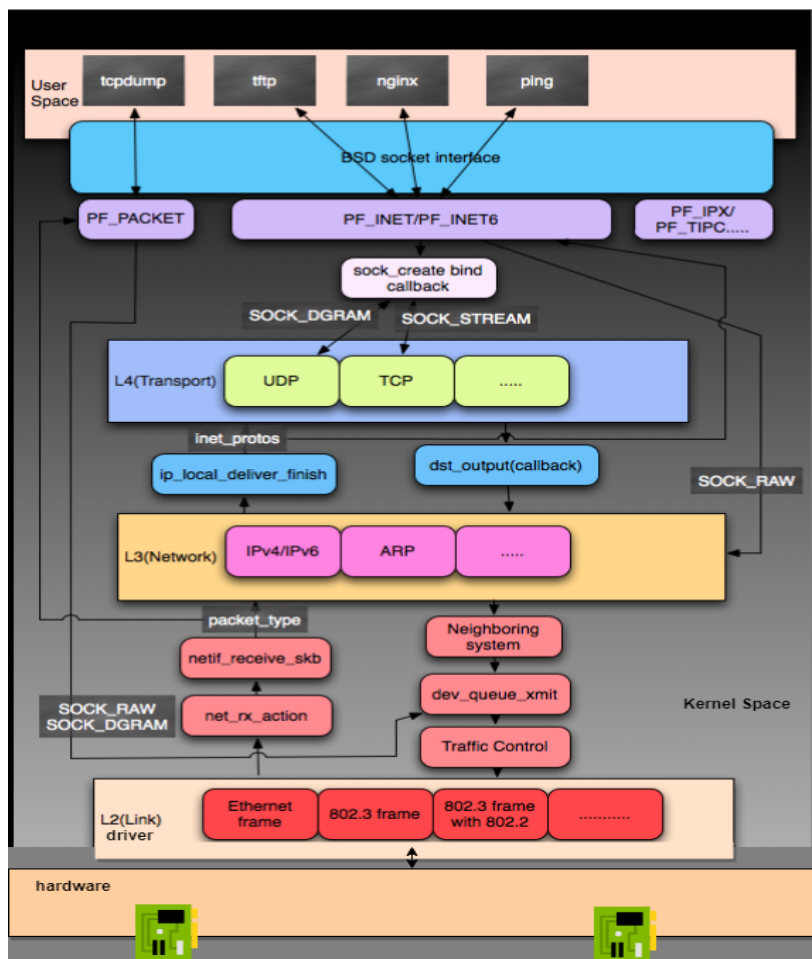 User
Space
tcpdump
tftp
nginx
ping
BSD socket interface
PF_PACKET
PF_INET/PF_INET6
PF_IPX/
PF_TIPC.....
sock_create bind
callback
SOCK_DGRAM
SOCK_STREAM
L4(Transport)
UDP
TCP
.....
inet_protos
ip_local_deliver_finish
dst_output(callback)
SOCK_RAW
L3(Network)
IPv4/IPv6
ARP
.....
packet_type
Neighboring
system
netif_receive_skb
dev_queue_xmit
Kernel Space
SOCK_RAW
SOCK_DGRAM
net_rx_action
Traffic Control
L2(Link)
driver
Ethernet
frame
802.3 frame
802.3 frame
with 802.2
...........
hardware